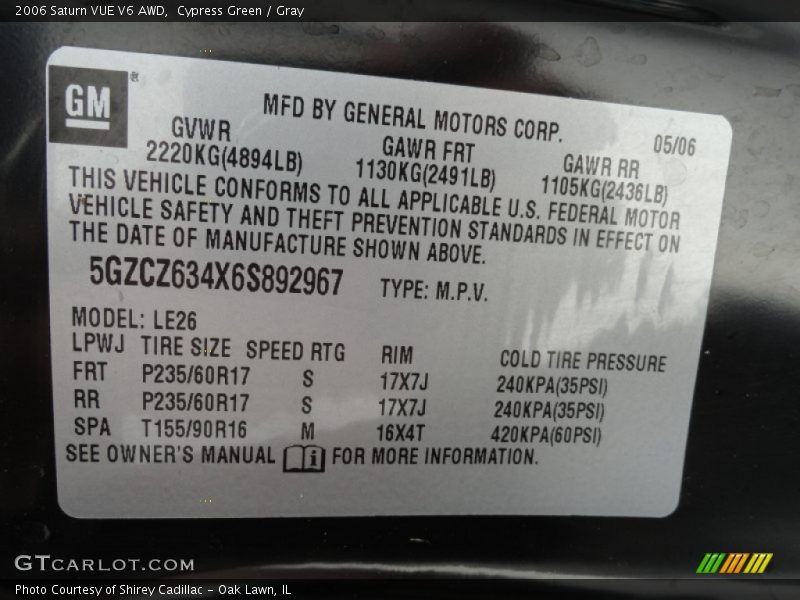 2006 Saturn VUE V6 AWD, Cypress Green / Gray
GM ®
MFD BY GENERAL MOTORS CORP.
05/06
GVWR GAWR FRT GAWR RR
2220KG(4894LB) 1130KG(2491LB) 1105KG(2436LB)
THIS VEHICLE CONFORMS TO ALL APPLICABLE U.S. FEDERAL MOTOR
VEHICLE SAFETY AND THEFT PREVENTION STANDARDS IN EFFECT ON
THE DATE OF MANUFACTURE SHOWN ABOVE.
5GZCZ634X6S892967 TYPE: M.P.V.
MODEL: LE26
LPWJ TIRE SIZE SPEED RTG RIM COLD TIRE PRESSURE
FRT P235/60R17 S 17X7J 240KPA(35PSI)
RR P235/60R17 S 17X7J 240KPA(35PSI)
SPA T155/90R16 M 16X4T 420KPA(60PSI)
SEE OWNER'S MANUAL i FOR MORE INFORMATION.
GTCARLOT.COM
Photo Courtesy of Shirey Cadillac - Oak Lawn, IL